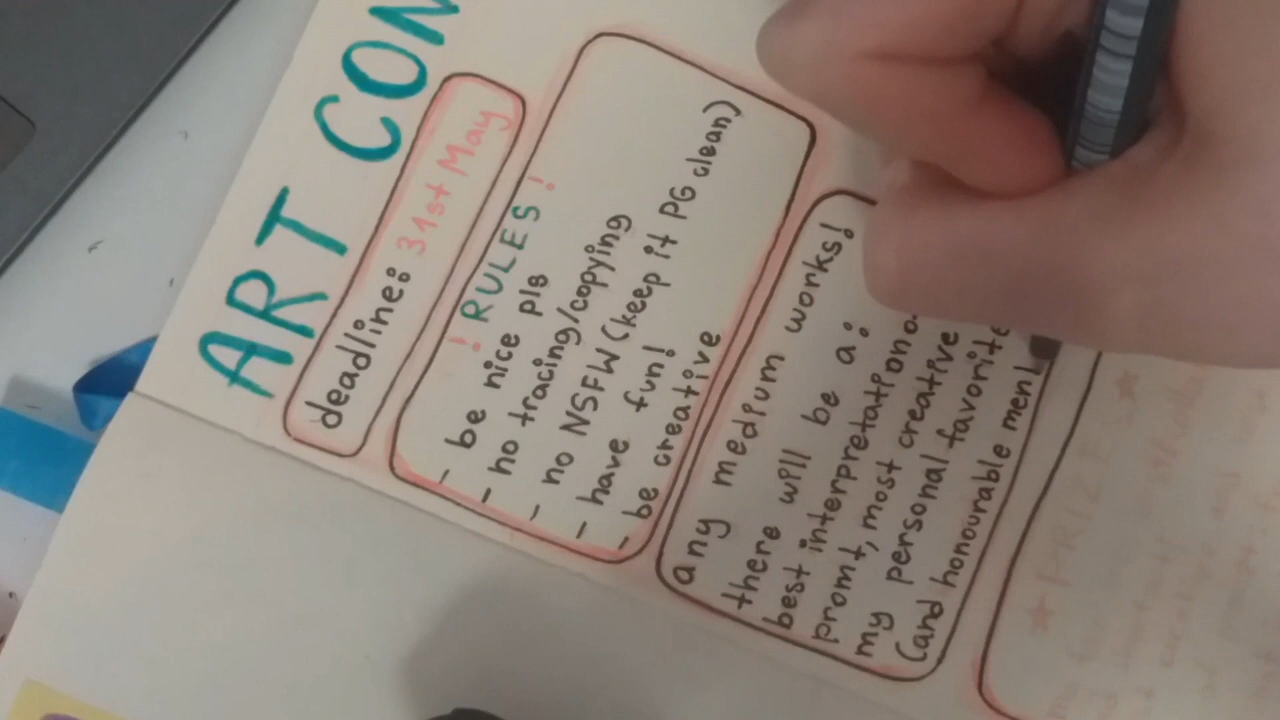 ART CON
deadline: 31st May
! RULES !
- be nice pls
- no tracing/copying
- no NSFW (keep it PG clean)
- have fun!
- be creative
any medium works!
there will be a:
best interpretation o
promt, most creative
my personal favorite
(and honourable ment
★ PRIZES ★